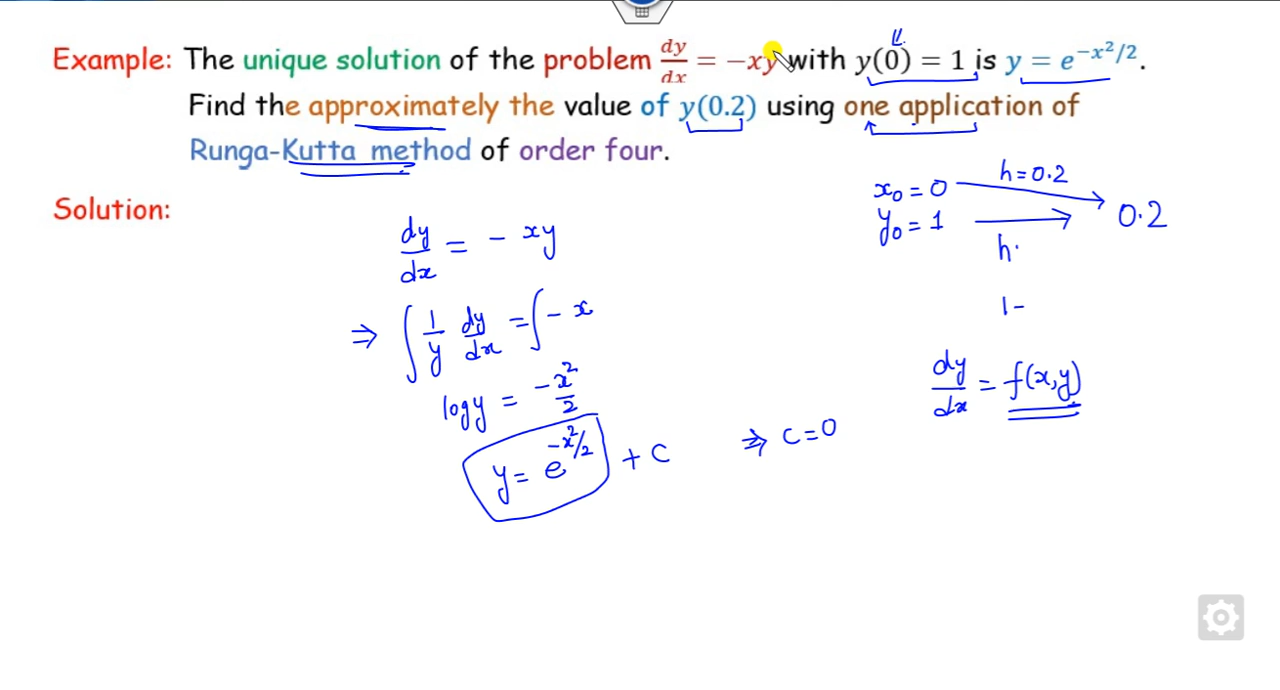 Example: The unique solution of the problem dy/dx = −xy with y(0) = 1 is y = e^{−x²/2}.
Find the approximately the value of y(0.2) using one application of
Runga-Kutta method of order four.
Solution:
x₀ = 0 h = 0.2
y₀ = 1 0.2
h.
1-
dy/dx = - xy
⇒ ∫ 1/y dy/dx = ∫ - x
log y = -x²/2
y = e^{-x²/2} + c ⇒ c = 0
dy/dx = f(x,y)